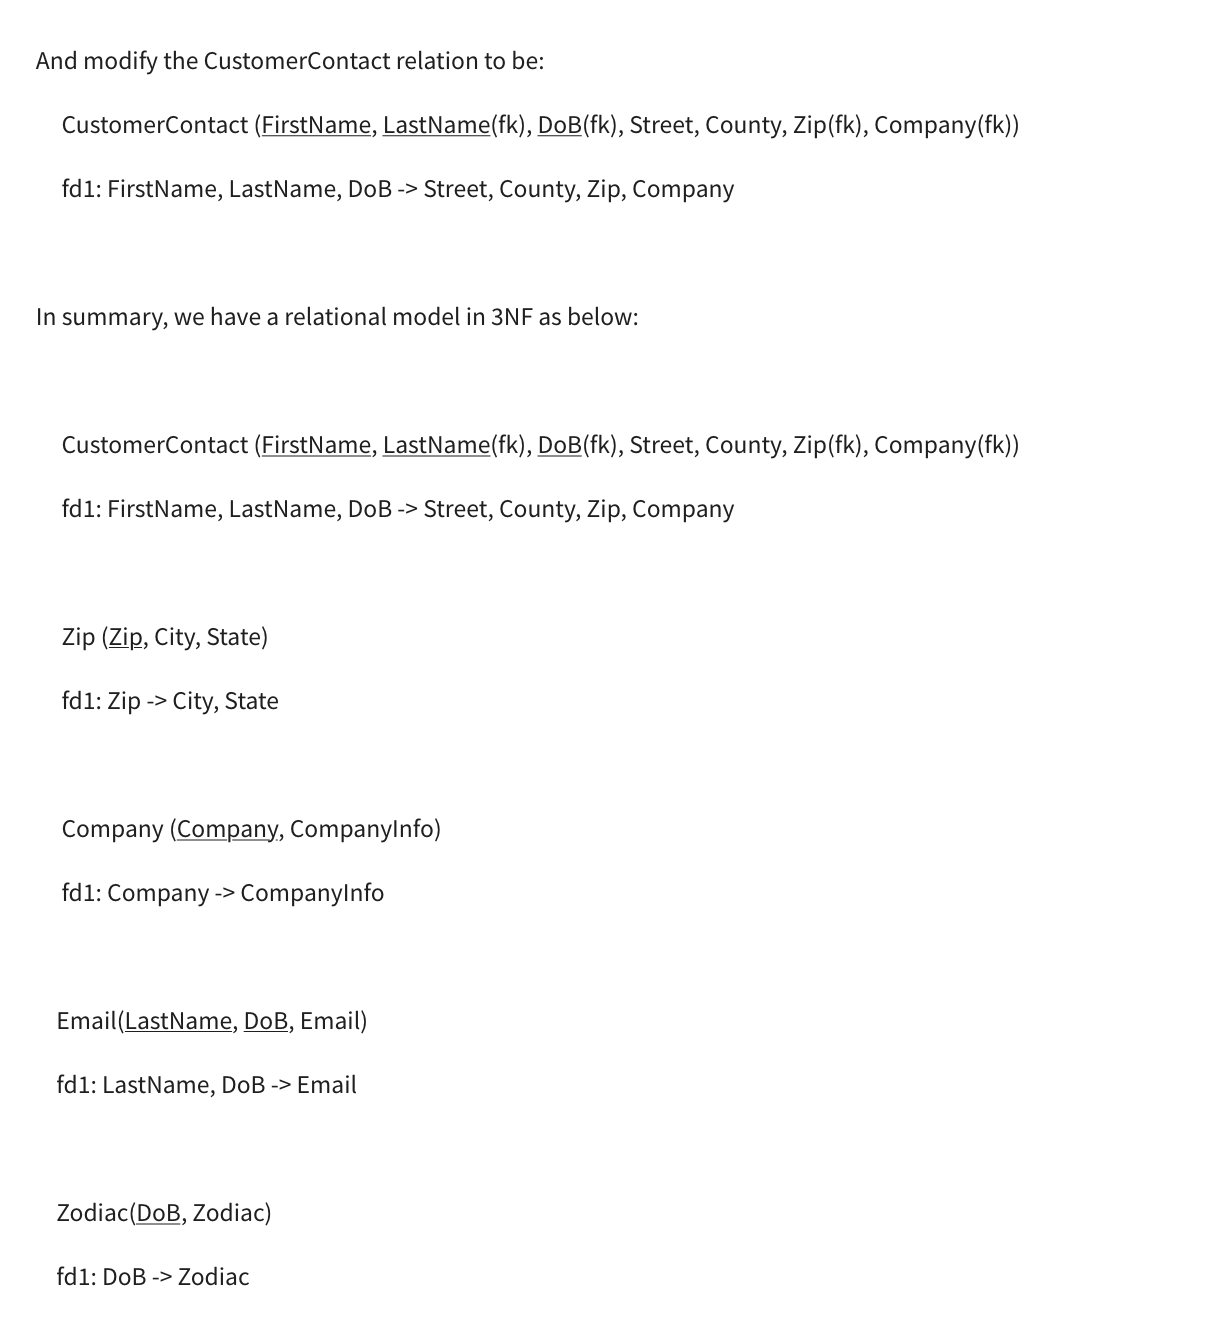 And modify the CustomerContact relation to be:
CustomerContact (FirstName, LastName(fk), DoB(fk), Street, County, Zip(fk), Company(fk))
fd1: FirstName, LastName, DoB -> Street, County, Zip, Company
In summary, we have a relational model in 3NF as below:
CustomerContact (FirstName, LastName(fk), DoB(fk), Street, County, Zip(fk), Company(fk))
fd1: FirstName, LastName, DoB -> Street, County, Zip, Company
Zip (Zip, City, State)
fd1: Zip -> City, State
Company (Company, CompanyInfo)
fd1: Company -> CompanyInfo
Email(LastName, DoB, Email)
fd1: LastName, DoB -> Email
Zodiac(DoB, Zodiac)
fd1: DoB -> Zodiac